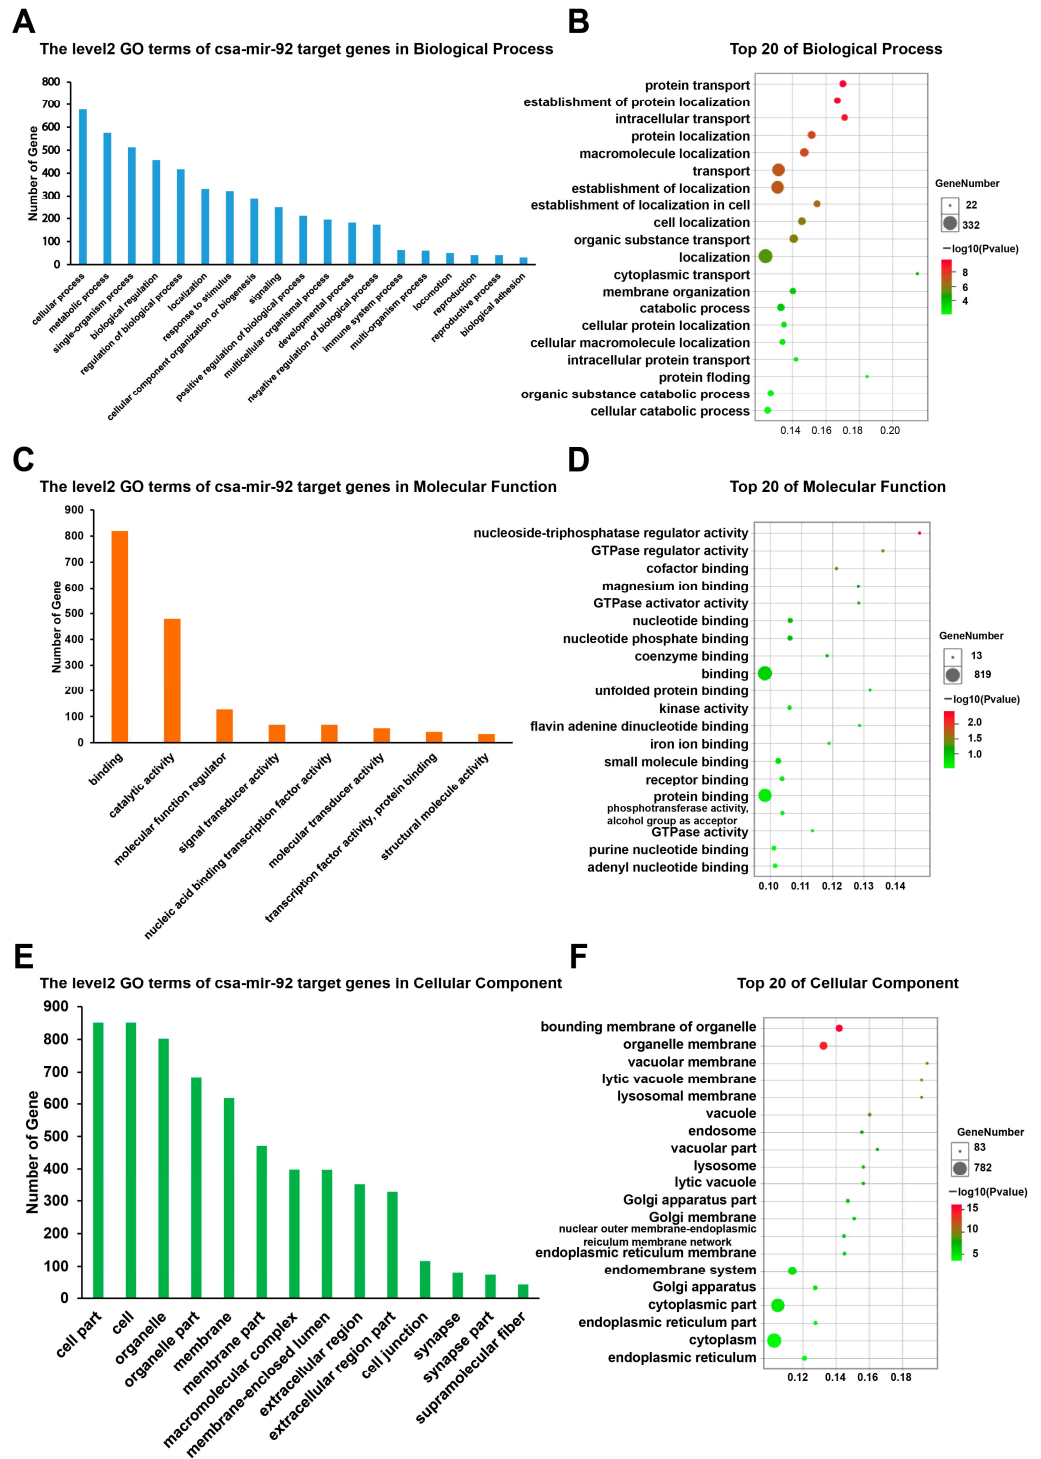 A
The level2 GO terms of csa-mir-92 target genes in Biological Process
Number of Gene
800
700
600
500
400
300
200
100
0
cellular process
metabolic process
single-organism process
biological regulation
regulation of biological process
localization
response to stimulus
cellular component organization or biogenesis
signaling
positive regulation of biological process
multicellular organismal process
developmental process
negative regulation of biological process
immune system process
multi-organism process
locomotion
reproduction
reproductive process
biological adhesion
B
Top 20 of Biological Process
protein transport
establishment of protein localization
intracellular transport
protein localization
macromolecule localization
transport
establishment of localization
establishment of localization in cell
cell localization
organic substance transport
localization
cytoplasmic transport
membrane organization
catabolic process
cellular protein localization
cellular macromolecule localization
intracellular protein transport
protein floding
organic substance catabolic process
cellular catabolic process
0.14 0.16 0.18 0.20
GeneNumber
22
332
−log10(Pvalue)
8
6
4
C
The level2 GO terms of csa-mir-92 target genes in Molecular Function
Number of Gene
900
800
700
600
500
400
300
200
100
0
binding
catalytic activity
molecular function regulator
signal transducer activity
nucleic acid binding transcription factor activity
molecular transducer activity
transcription factor activity, protein binding
structural molecule activity
D
Top 20 of Molecular Function
nucleoside-triphosphatase regulator activity
GTPase regulator activity
cofactor binding
magnesium ion binding
GTPase activator activity
nucleotide binding
nucleotide phosphate binding
coenzyme binding
binding
unfolded protein binding
kinase activity
flavin adenine dinucleotide binding
iron ion binding
small molecule binding
receptor binding
protein binding
phosphotransferase activity,
alcohol group as acceptor
GTPase activity
purine nucleotide binding
adenyl nucleotide binding
0.10 0.11 0.12 0.13 0.14
GeneNumber
13
819
−log10(Pvalue)
2.0
1.5
1.0
E
The level2 GO terms of csa-mir-92 target genes in Cellular Component
Number of Gene
900
800
700
600
500
400
300
200
100
0
cell part
cell
organelle
organelle part
membrane
membrane part
macromolecular complex
membrane-enclosed lumen
extracellular region
extracellular region part
cell junction
synapse
synapse part
supramolecular fiber
F
Top 20 of Cellular Component
bounding membrane of organelle
organelle membrane
vacuolar membrane
lytic vacuole membrane
lysosomal membrane
vacuole
endosome
vacuolar part
lysosome
lytic vacuole
Golgi apparatus part
Golgi membrane
nuclear outer membrane-endoplasmic
reiculum membrane network
endoplasmic reticulum membrane
endomembrane system
Golgi apparatus
cytoplasmic part
endoplasmic reticulum part
cytoplasm
endoplasmic reticulum
0.12 0.14 0.16 0.18
GeneNumber
83
782
−log10(Pvalue)
15
10
5